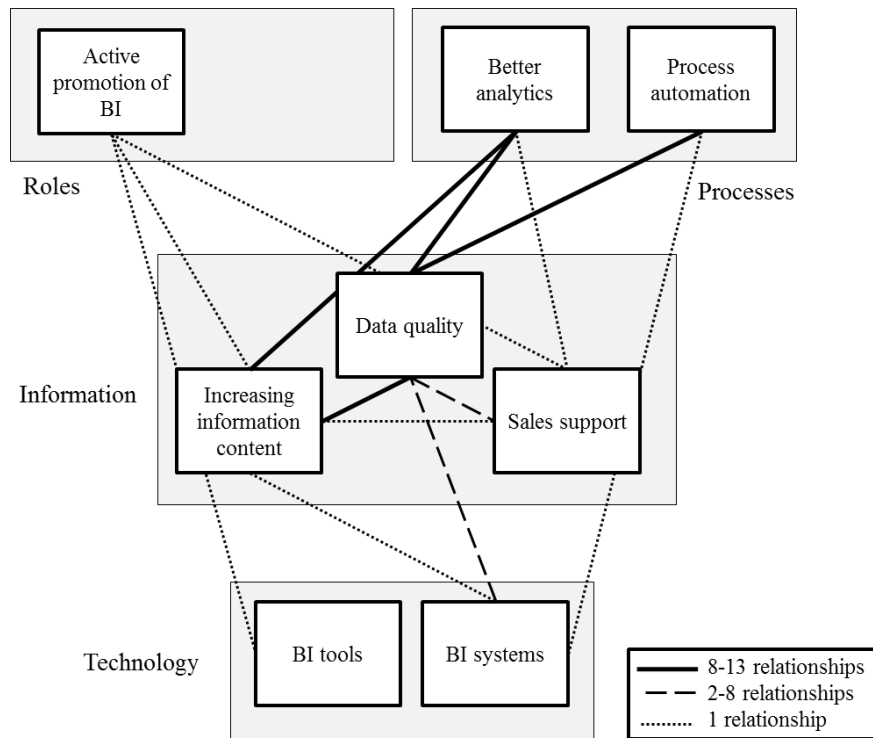 Active
promotion of
BI
Better
analytics
Process
automation
Roles
Processes
Data quality
Information
Increasing
information
content
Sales support
Technology
BI tools
BI systems
8-13 relationships
2-8 relationships
1 relationship